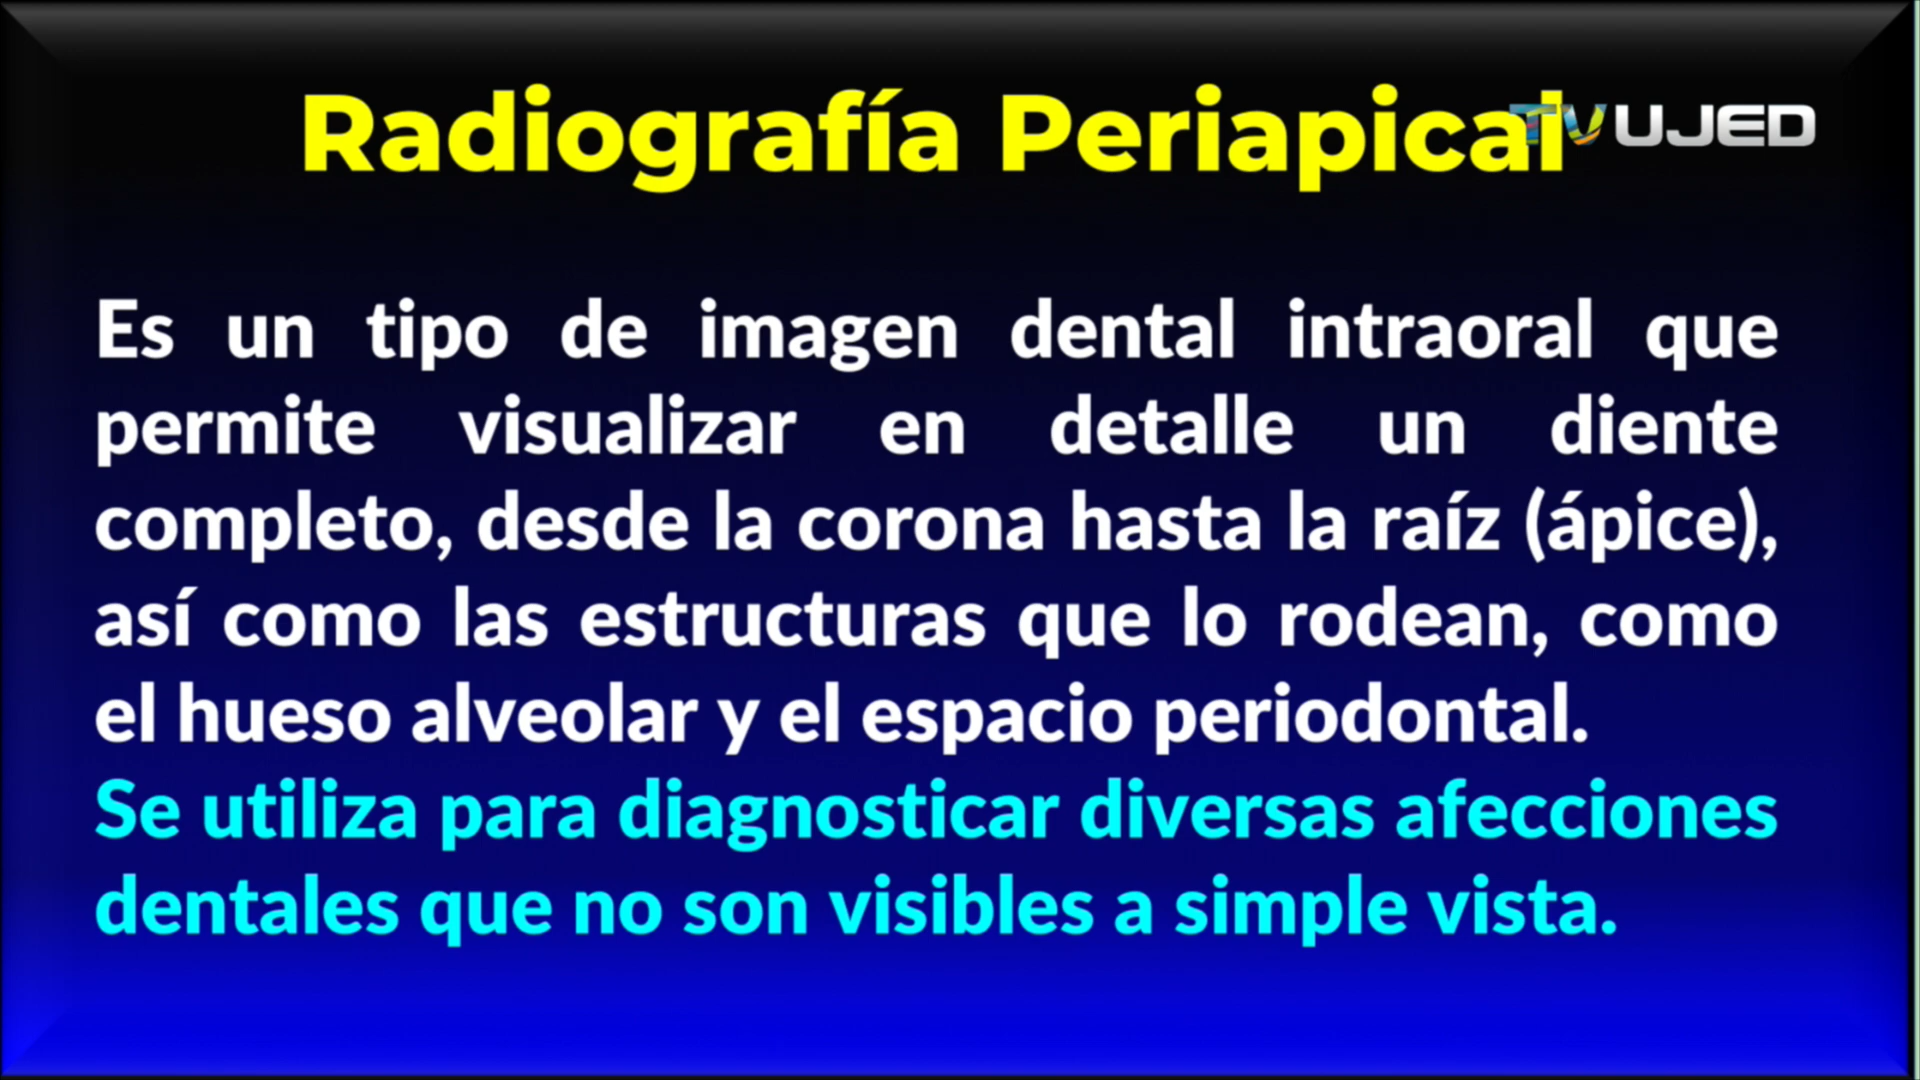 Radiografía Periapical
TVUJED
Es un tipo de imagen dental intraoral que
permite visualizar en detalle un diente
completo, desde la corona hasta la raíz (ápice),
así como las estructuras que lo rodean, como
el hueso alveolar y el espacio periodontal.
Se utiliza para diagnosticar diversas afecciones
dentales que no son visibles a simple vista.